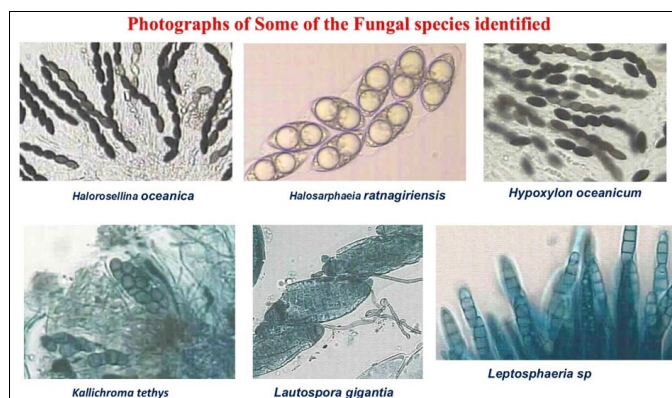 Photographs of Some of the Fungal species identified
Halorosellina oceanica
Halosarphaeia ratnagiriensis
Hypoxylon oceanicum
Kallichroma tethys
Lautospora gigantia
Leptosphaeria sp